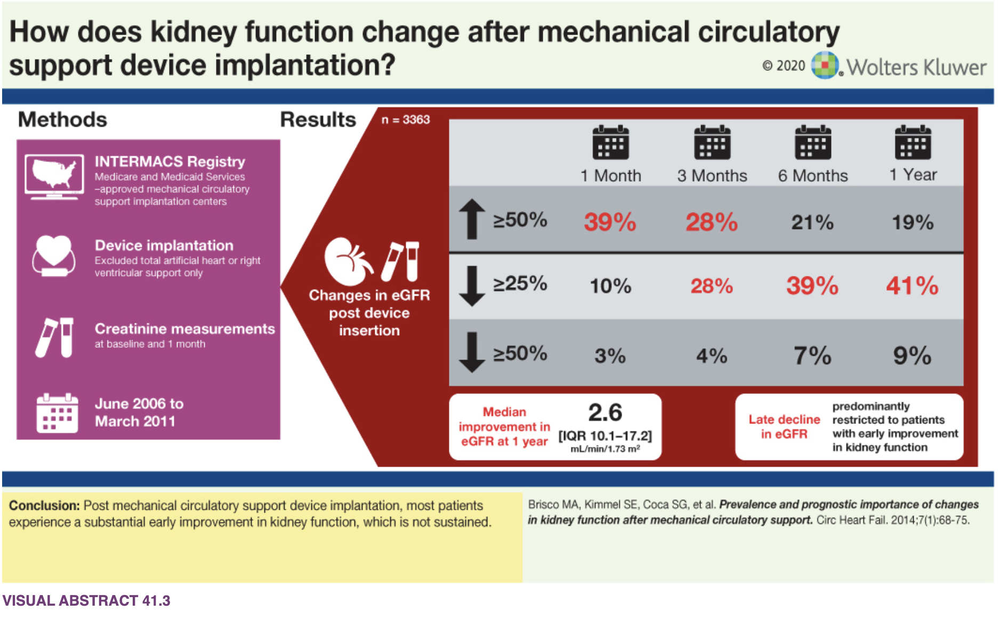 How does kidney function change after mechanical circulatory
support device implantation?
© 2020 Wolters Kluwer
Methods
INTERMACS Registry
Medicare and Medicaid Services
–approved mechanical circulatory
support implantation centers
Device implantation
Excluded total artificial heart or right
ventricular support only
Creatinine measurements
at baseline and 1 month
June 2006 to
March 2011
Results
n = 3363
Changes in eGFR
post device
insertion
1 Month 3 Months 6 Months 1 Year
≥50% 39% 28% 21% 19%
≥25% 10% 28% 39% 41%
≥50% 3% 4% 7% 9%
Median
improvement in
eGFR at 1 year
2.6
[IQR 10.1–17.2]
mL/min/1.73 m²
Late decline
in eGFR
predominantly
restricted to patients
with early improvement
in kidney function
Conclusion: Post mechanical circulatory support device implantation, most patients
experience a substantial early improvement in kidney function, which is not sustained.
Brisco MA, Kimmel SE, Coca SG, et al. Prevalence and prognostic importance of changes
in kidney function after mechanical circulatory support. Circ Heart Fail. 2014;7(1):68-75.
VISUAL ABSTRACT 41.3